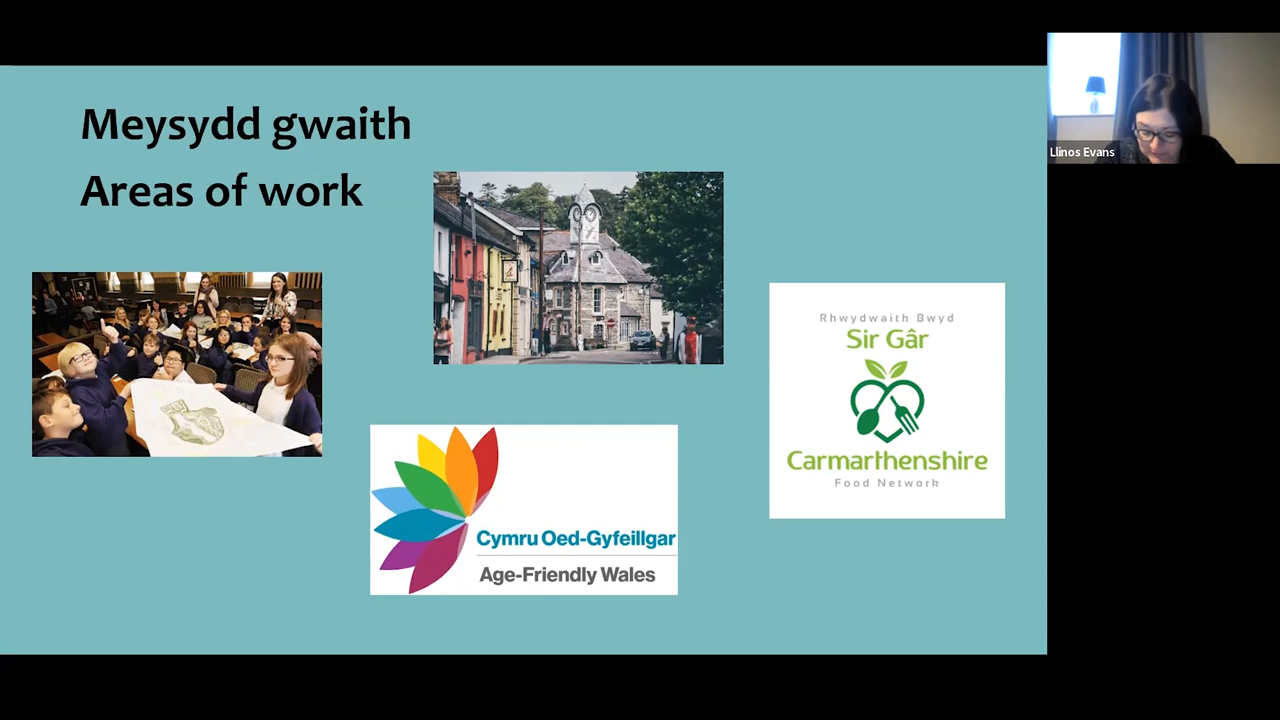 Meysydd gwaith
Areas of work
Llinos Evans
Rhwydwaith Bwyd
Sir Gâr
Carmarthenshire
Food Network
Cymru Oed-Gyfeillgar
Age-Friendly Wales